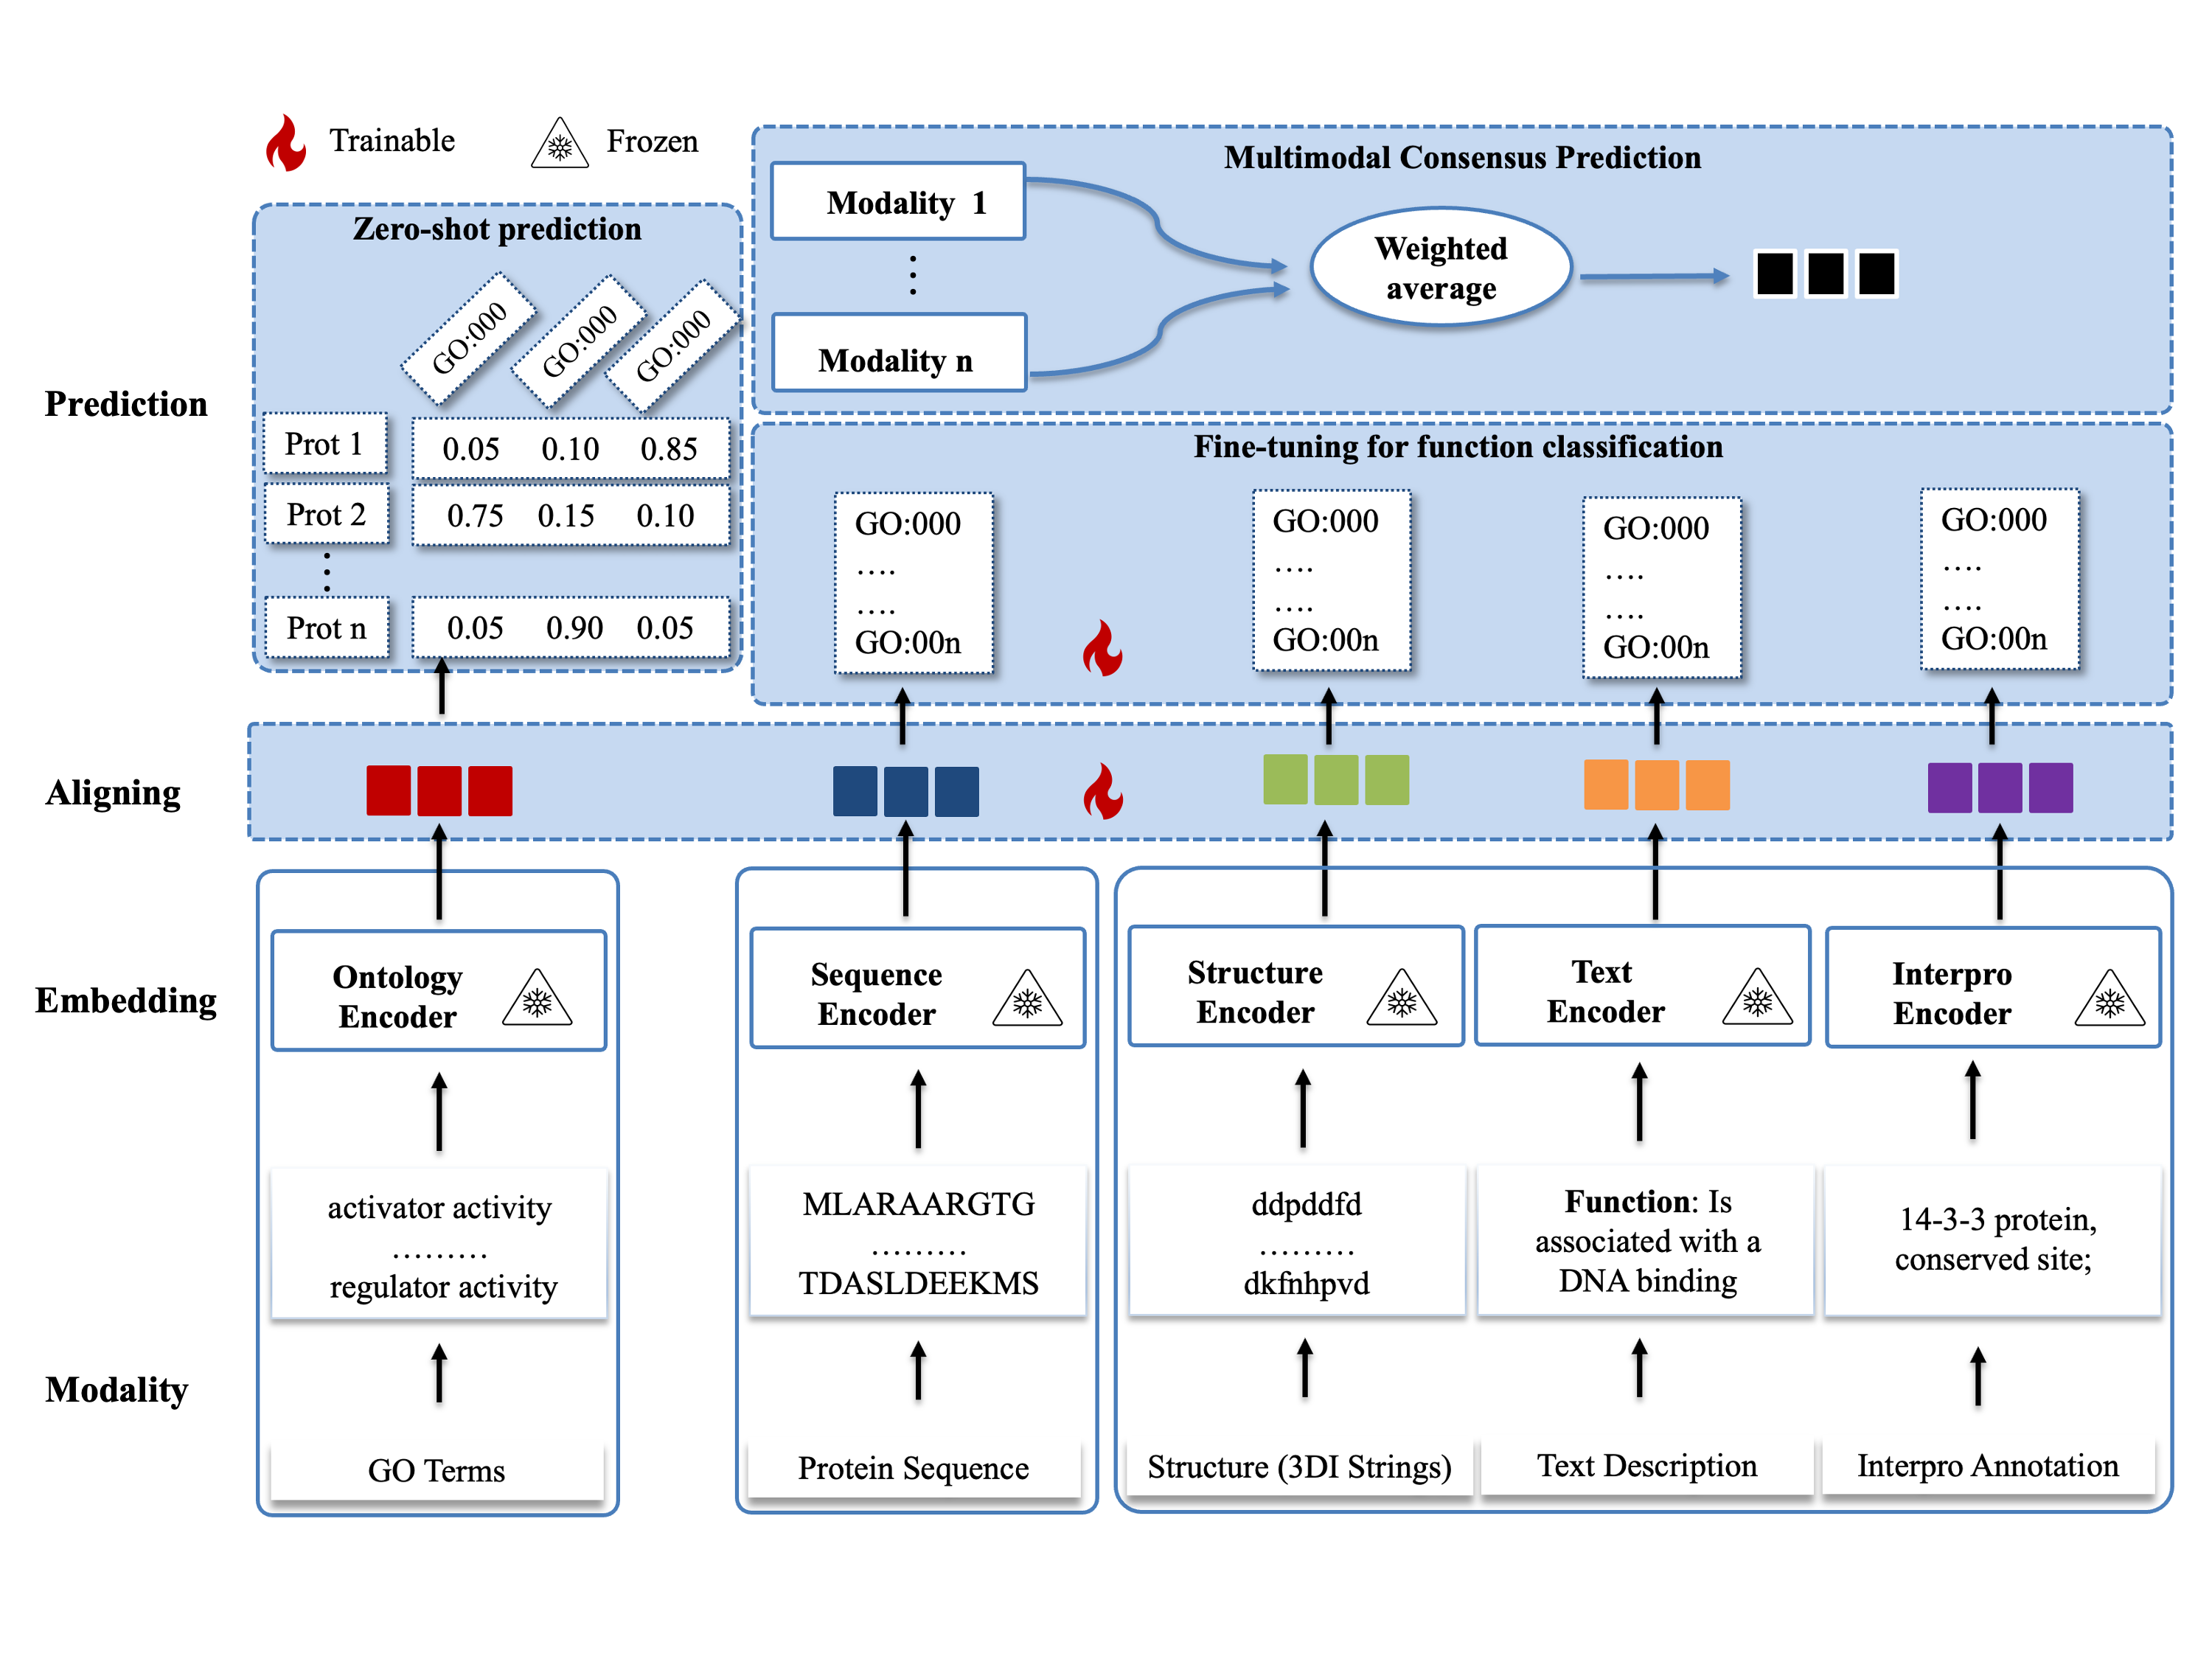 Trainable
Frozen
Multimodal Consensus Prediction
Modality 1
⋮
Modality n
Weighted
average
Zero-shot prediction
GO:000
GO:000
GO:000
Prediction
Prot 1
0.05 0.10 0.85
Prot 2
0.75 0.15 0.10
⋮
Prot n
0.05 0.90 0.05
Fine-tuning for function classification
GO:000
....
....
GO:00n
GO:000
....
....
GO:00n
GO:000
....
....
GO:00n
GO:000
....
....
GO:00n
Aligning
Embedding
Ontology
Encoder
Sequence
Encoder
Structure
Encoder
Text
Encoder
Interpro
Encoder
activator activity
.........
regulator activity
MLARAARGTG
.........
TDASLDEEKMS
ddpddfd
.........
dkfnhpvd
Function: Is
associated with a
DNA binding
14-3-3 protein,
conserved site;
Modality
GO Terms
Protein Sequence
Structure (3DI Strings)
Text Description
Interpro Annotation